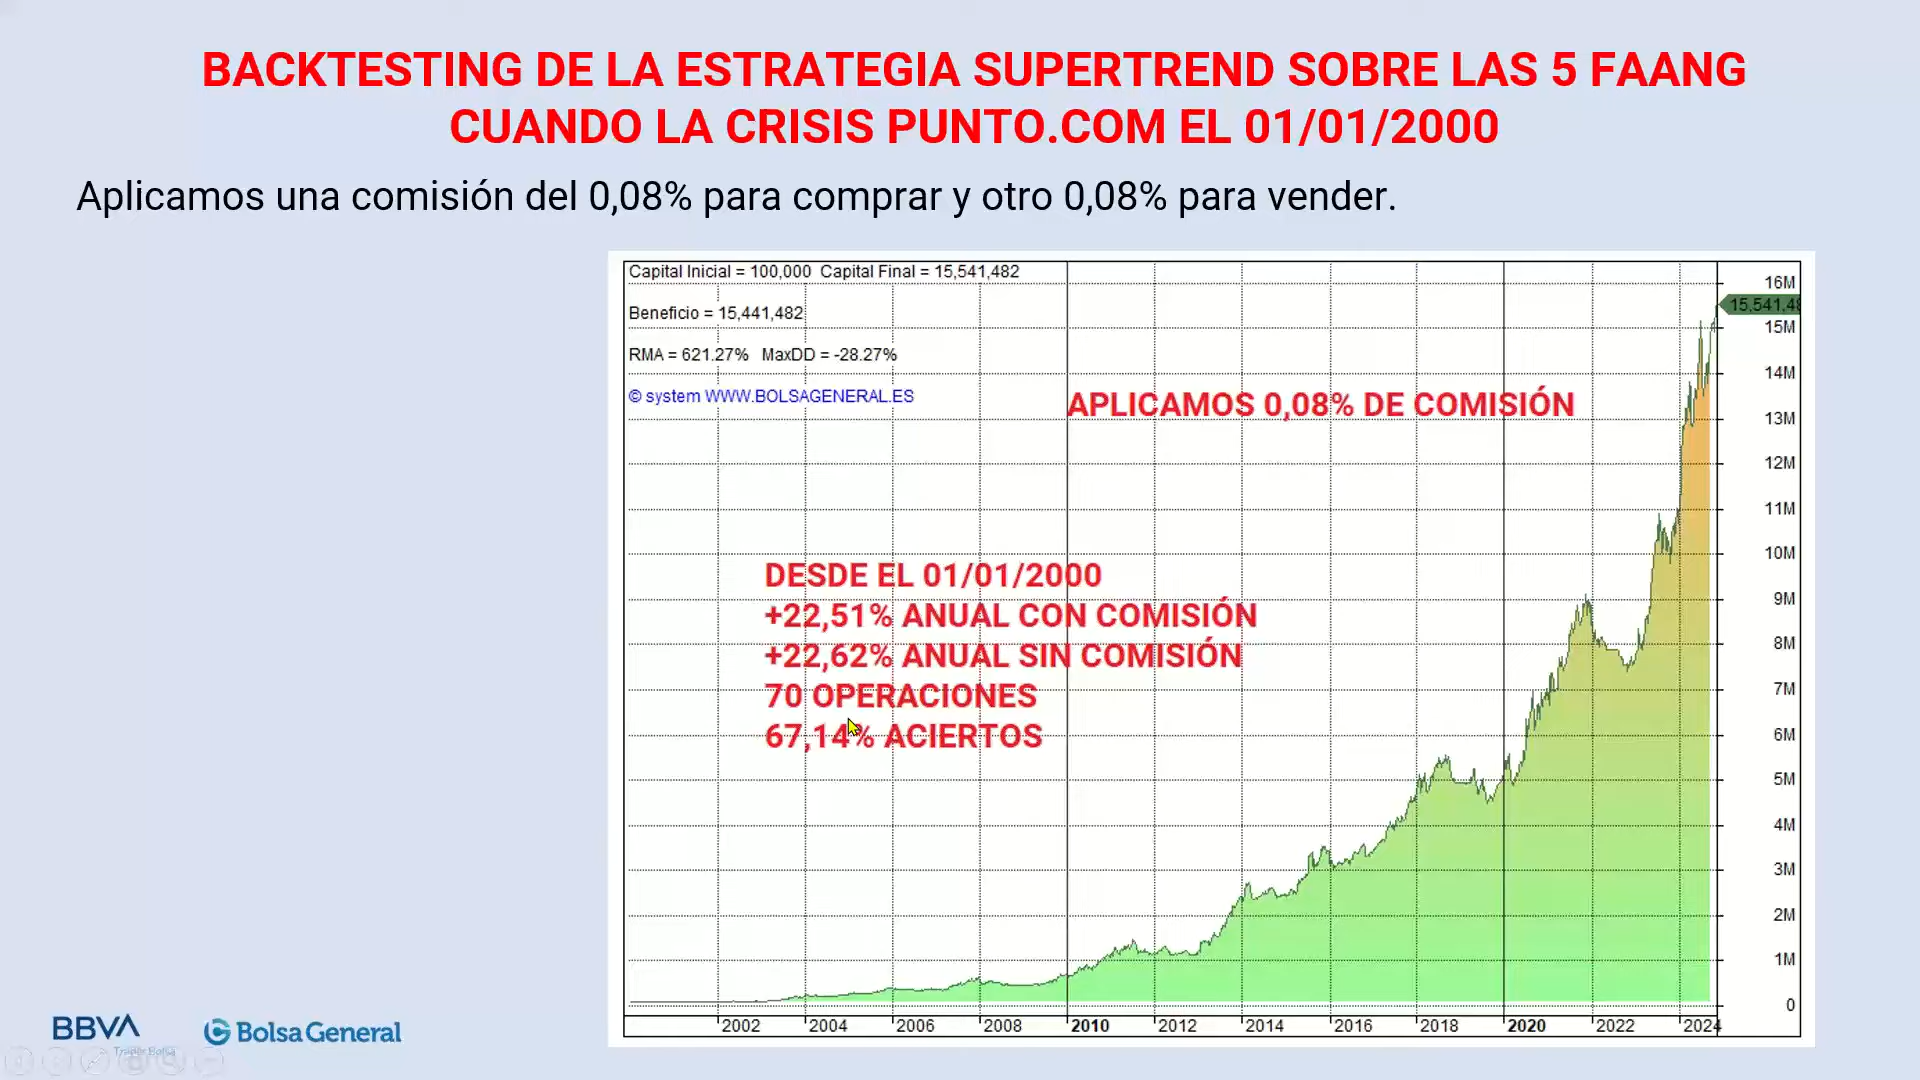 BACKTESTING DE LA ESTRATEGIA SUPERTREND SOBRE LAS 5 FAANG
CUANDO LA CRISIS PUNTO.COM EL 01/01/2000
Aplicamos una comisión del 0,08% para comprar y otro 0,08% para vender.
Capital Inicial = 100,000 Capital Final = 15,541,482
Beneficio = 15,441,482
RMA = 621.27% MaxDD = -28.27%
© system WWW.BOLSAGENERAL.ES
APLICAMOS 0,08% DE COMISIÓN
DESDE EL 01/01/2000
+22,51% ANUAL CON COMISIÓN
+22,62% ANUAL SIN COMISIÓN
70 OPERACIONES
67,14% ACIERTOS
16M
15,541,48
15M
14M
13M
12M
11M
10M
9M
8M
7M
6M
5M
4M
3M
2M
1M
0
2002 2004 2006 2008 2010 2012 2014 2016 2018 2020 2022 2024
BBVA
Trader Bolsa
BolsaGeneral